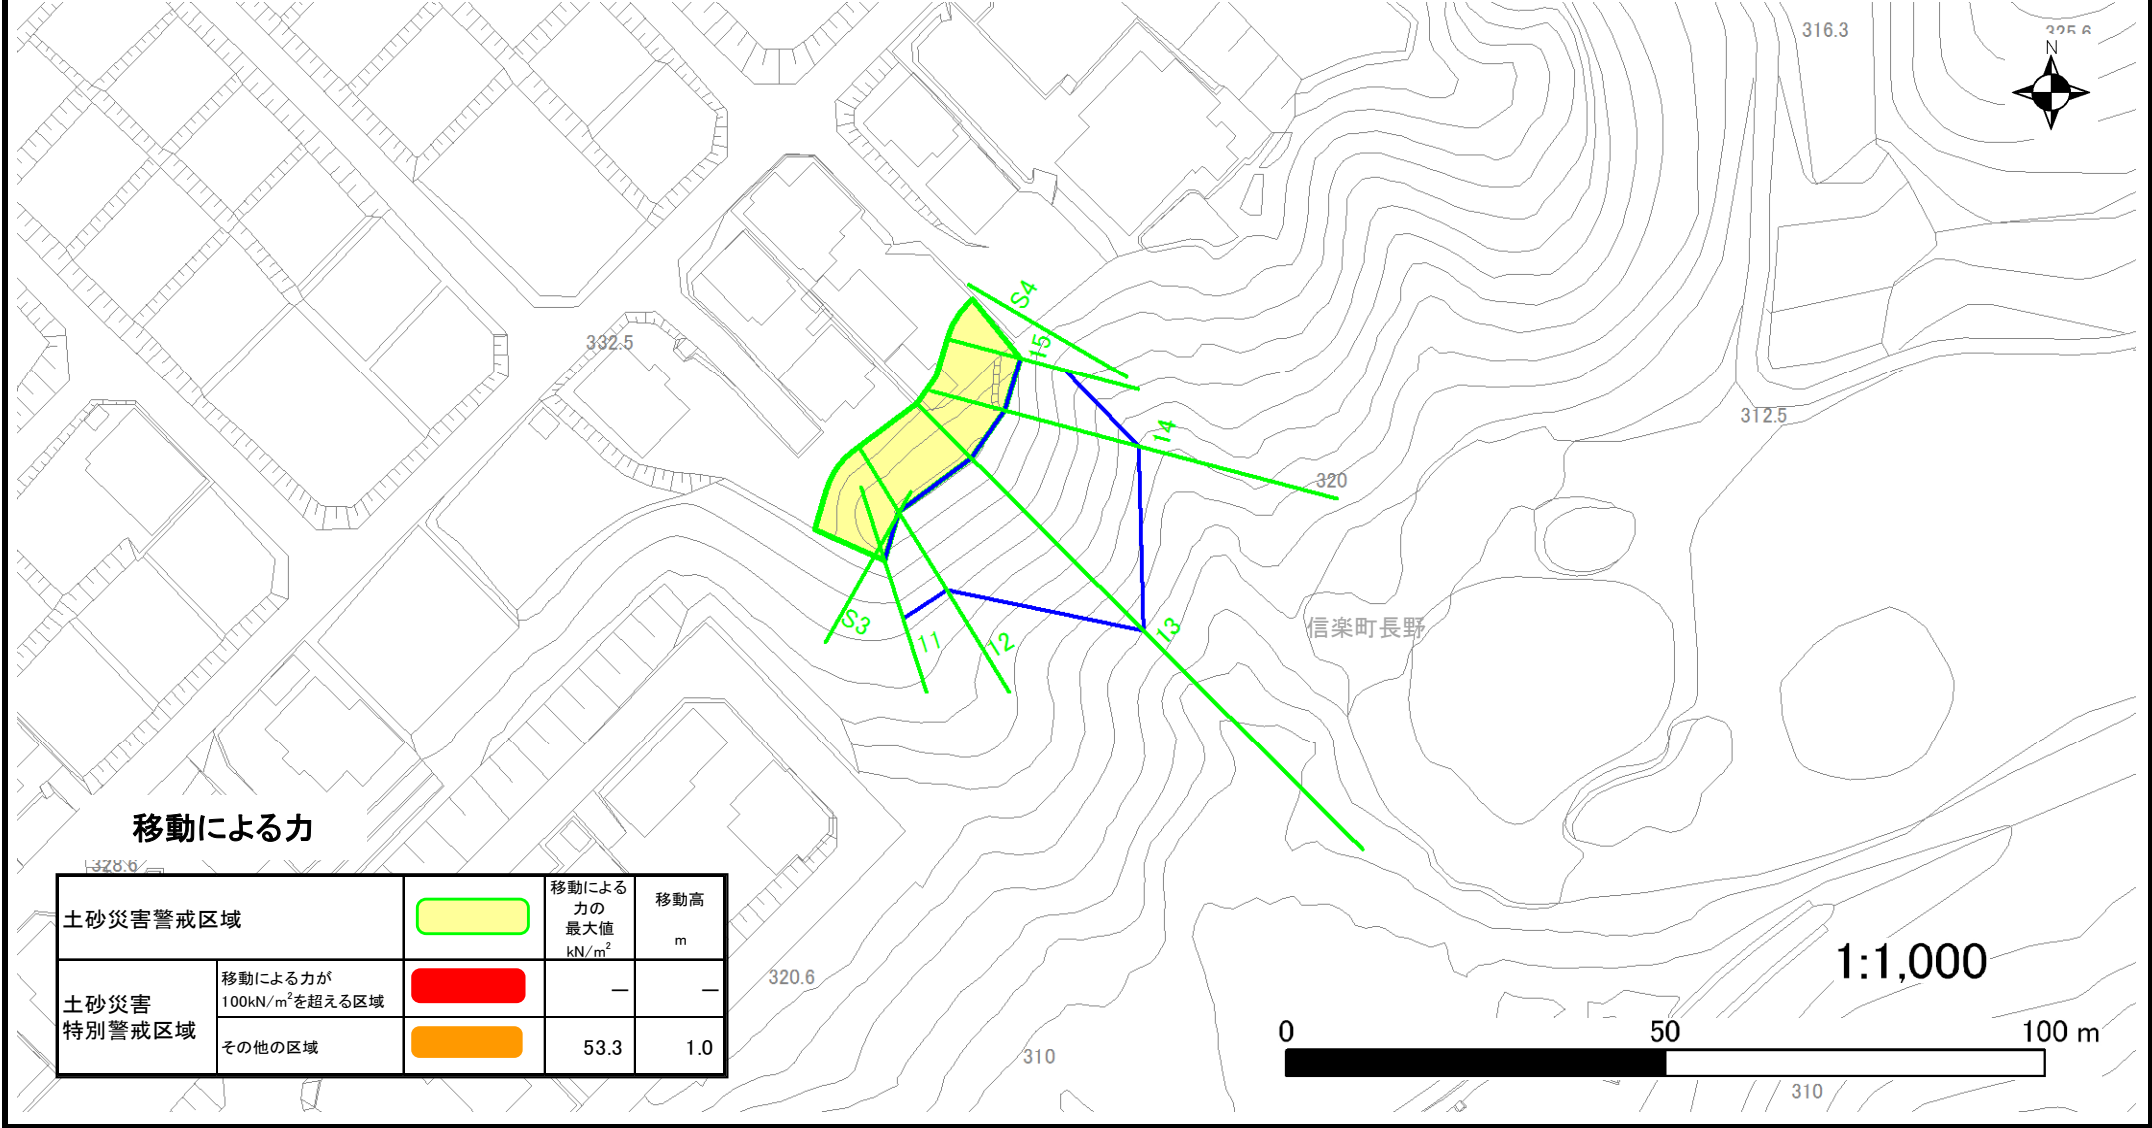 316.3
325.6
N
S4
15
332.5
14
312.5
320
S3
11
12
13
信楽町長野
移動による力
328.6
土砂災害警戒区域
移動による
力の
最大値
kN/m²
移動高
m
土砂災害
特別警戒区域
移動による力が
100kN/m²を超える区域
—
—
その他の区域
53.3
1.0
320.6
310
1:1,000
0
50
100 m
310